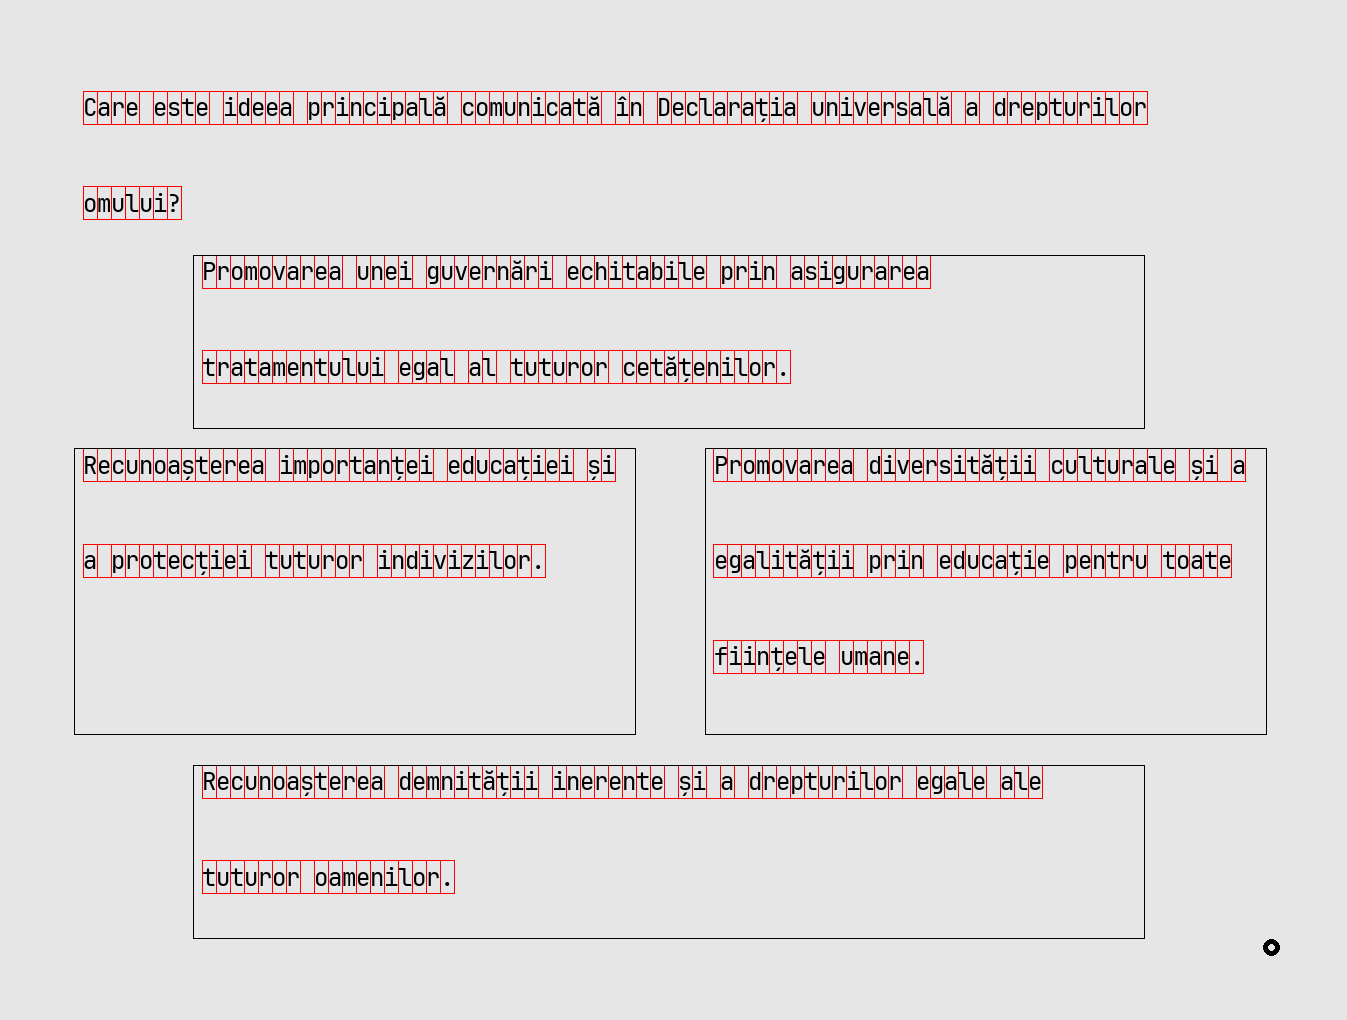 Care este ideea principală comunicată în Declarația universală a drepturilor
omului?
Promovarea unei guvernări echitabile prin asigurarea
tratamentului egal al tuturor cetățenilor.
Recunoașterea importanței educației și
a protecției tuturor indivizilor.
Promovarea diversității culturale și a
egalității prin educație pentru toate
ființele umane.
Recunoașterea demnității inerente și a drepturilor egale ale
tuturor oamenilor.